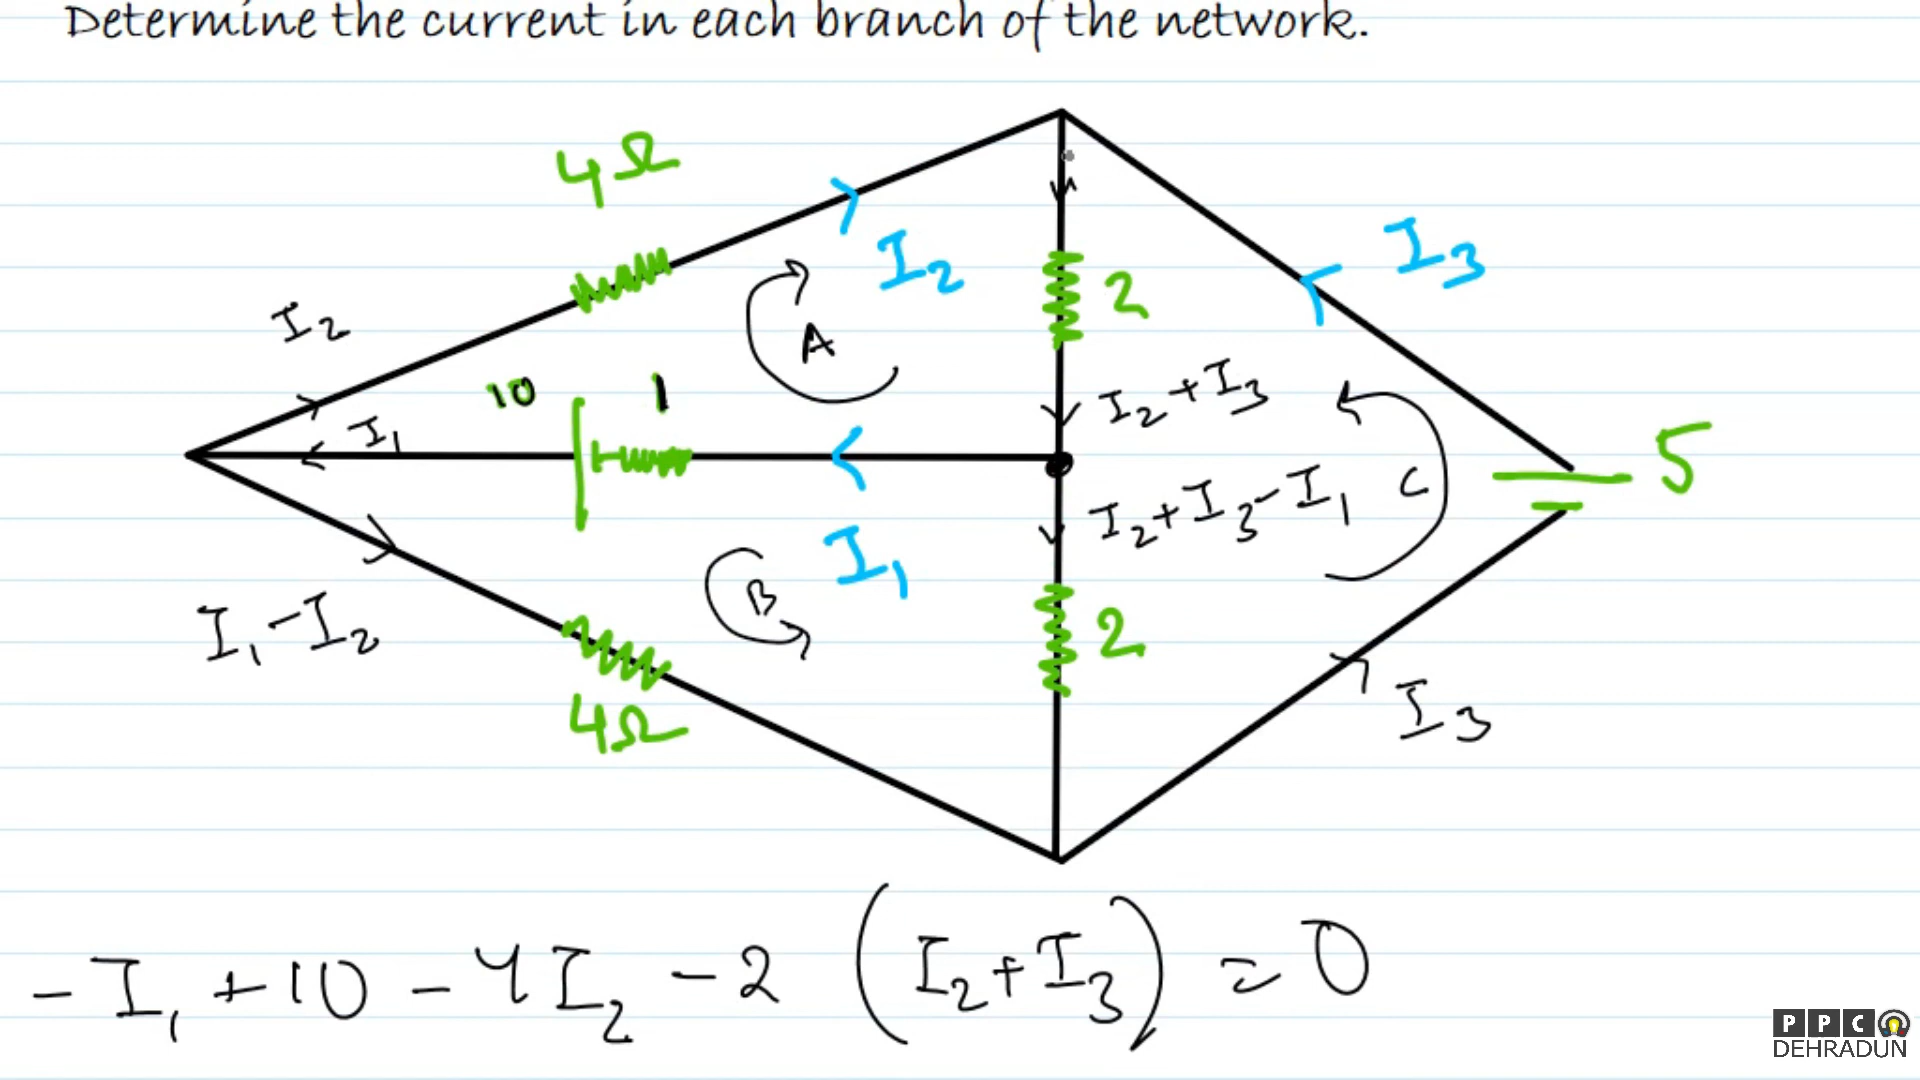 Determine the current in each branch of the network.
4Ω
I2
I3
2
I2
10
1
A
I1
I2+I3
5
I2+I3-I1
C
I1
B
I1-I2
2
4Ω
I3
-I1+10-4I2-2(I2+I3)=0
PPC
DEHRADUN